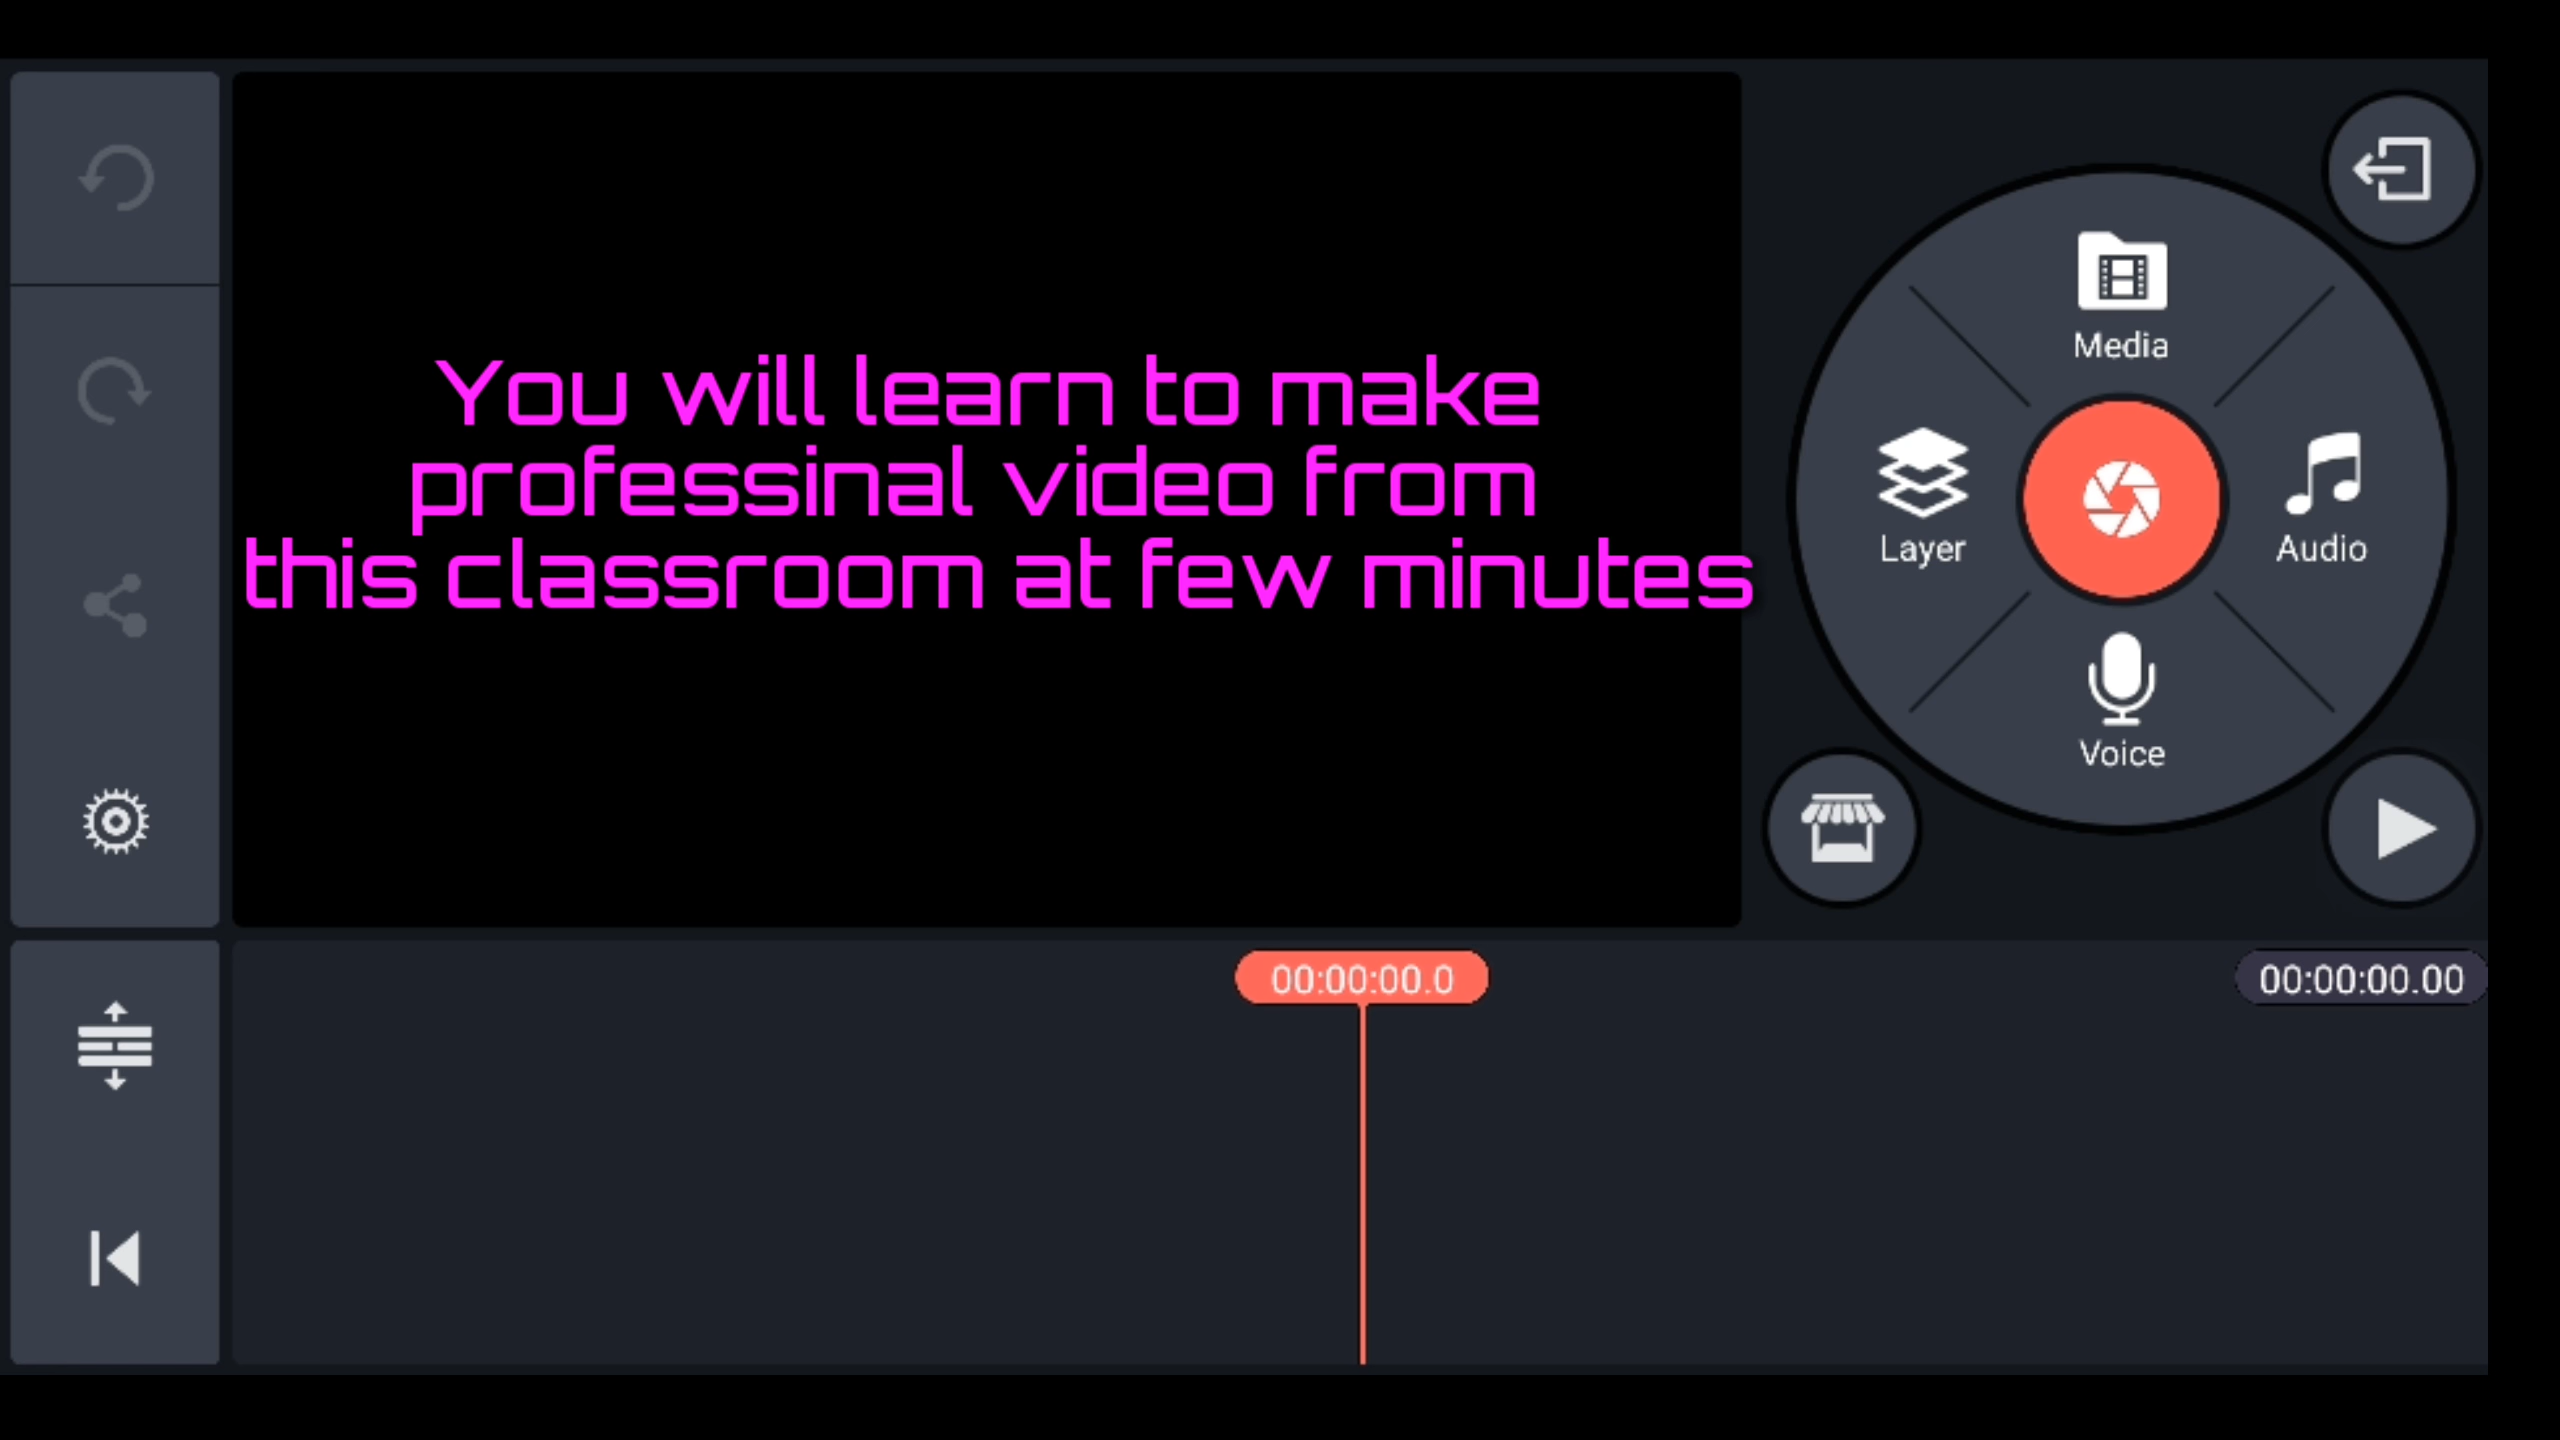 Media
You will learn to make
professinal video from
this classroom at few minutes
Layer
Audio
Voice
00:00:00.0
00:00:00.00